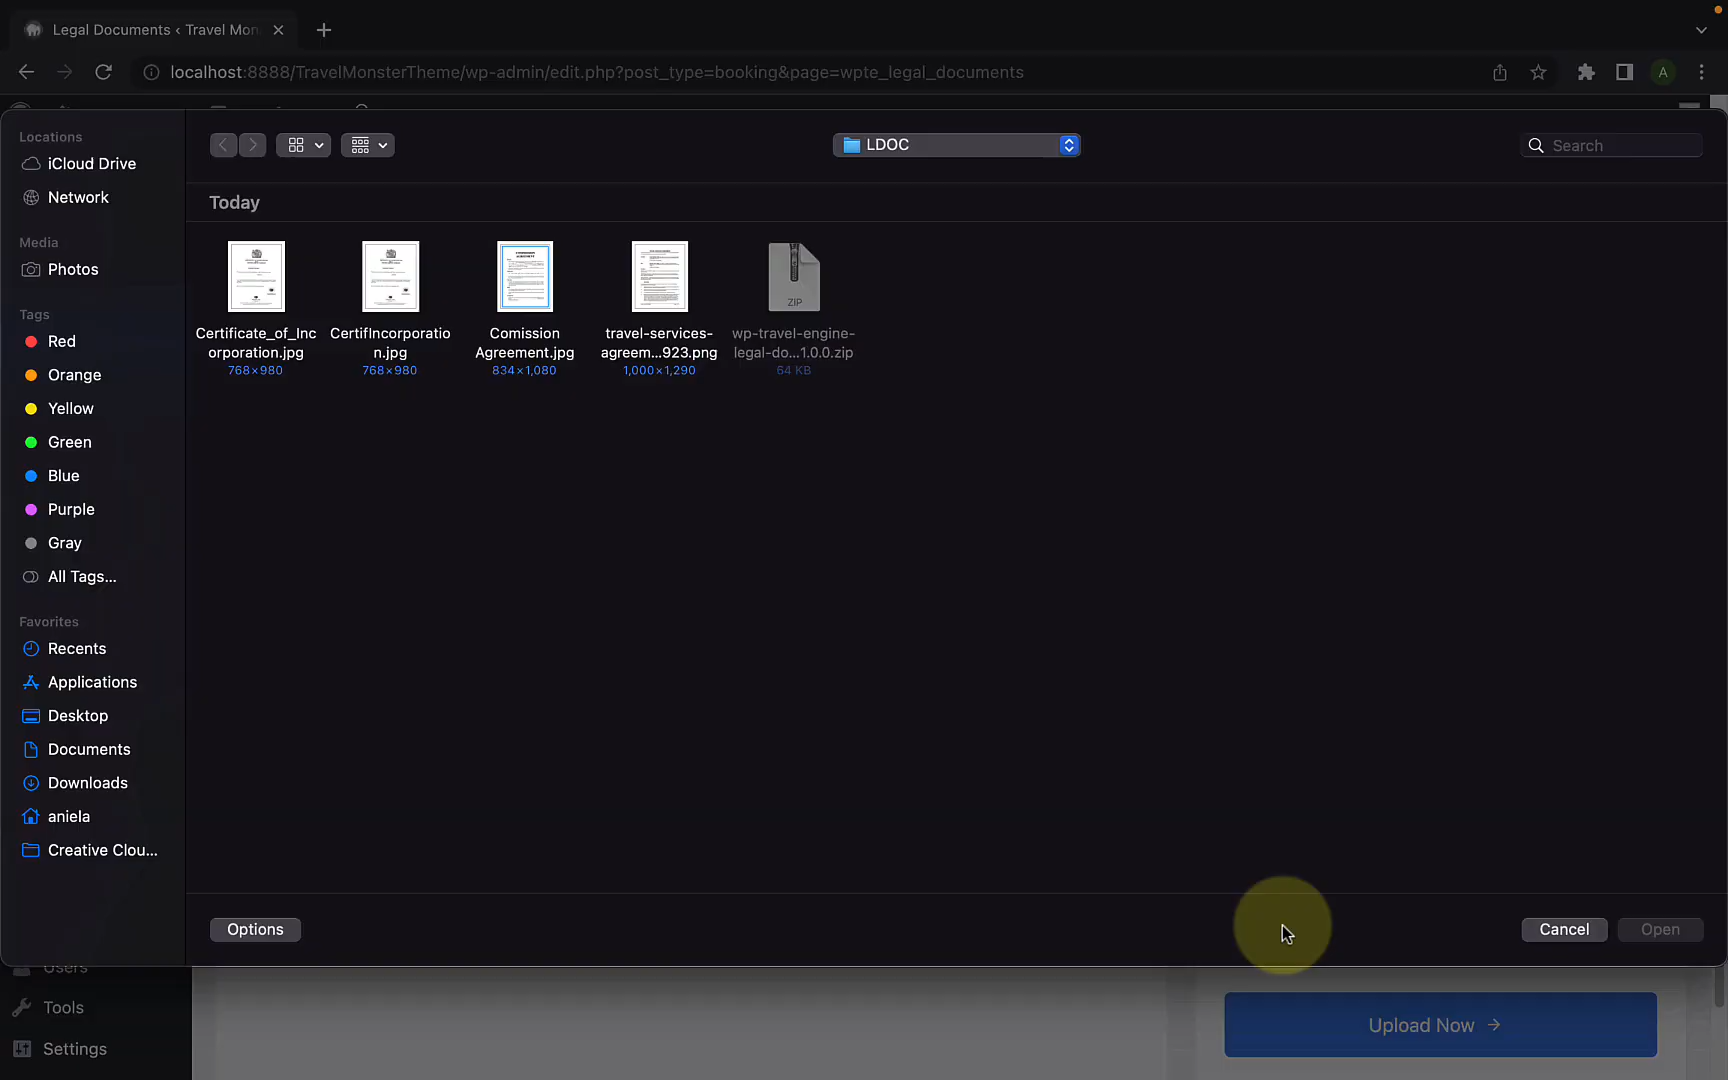 Legal Documents ‹ Travel Mon
localhost:8888/TravelMonsterTheme/wp-admin/edit.php?post_type=booking&page=wpte_legal_documents
A
Locations
iCloud Drive
Network
Media
Photos
Tags
Red
Orange
Yellow
Green
Blue
Purple
Gray
All Tags...
Favorites
Recents
Applications
Desktop
Documents
Downloads
aniela
Creative Clou...
LDOC
Search
Today
Certificate_of_Inc
orporation.jpg
768×980
CertifIncorporatio
n.jpg
768×980
Comission
Agreement.jpg
834×1,080
travel-services-
agreem...923.png
1,000×1,290
ZIP
wp-travel-engine-
legal-do...1.0.0.zip
64 KB
Options
Cancel
Open
Users
Tools
Settings
Upload Now →